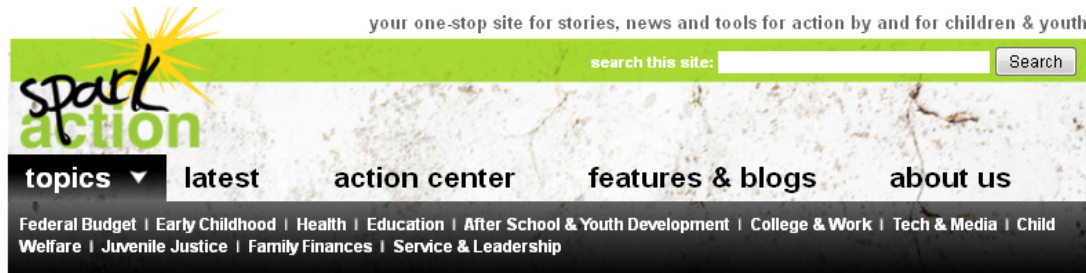 your one-stop site for stories, news and tools for action by and for children & youth
search this site: Search
spark
action
topics latest action center features & blogs about us
Federal Budget | Early Childhood | Health | Education | After School & Youth Development | College & Work | Tech & Media | Child
Welfare | Juvenile Justice | Family Finances | Service & Leadership